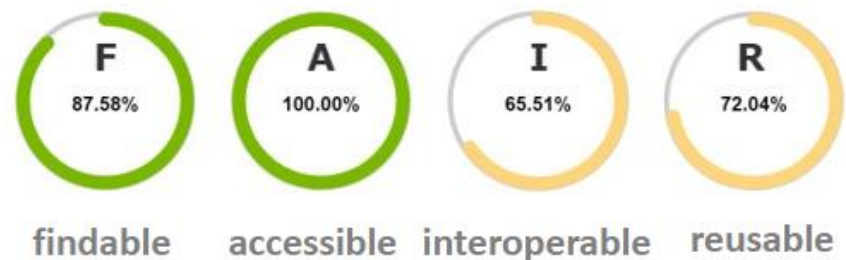 F A I R
87.58% 100.00% 65.51% 72.04%
findable accessible interoperable reusable